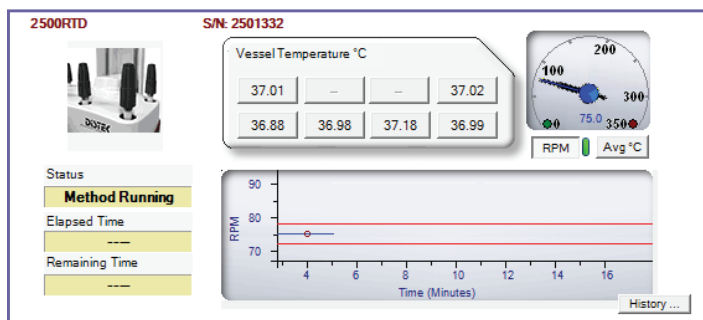 2500RTD S/N: 2501332
DISTEK
Vessel Temperature °C
37.01 -- -- 37.02
36.88 36.98 37.18 36.99
0 100 200 300 350
75.0
RPM Avg °C
Status
Method Running
Elapsed Time
----
Remaining Time
----
RPM
90
80
70
4 6 8 10 12 14 16
Time (Minutes)
History ...